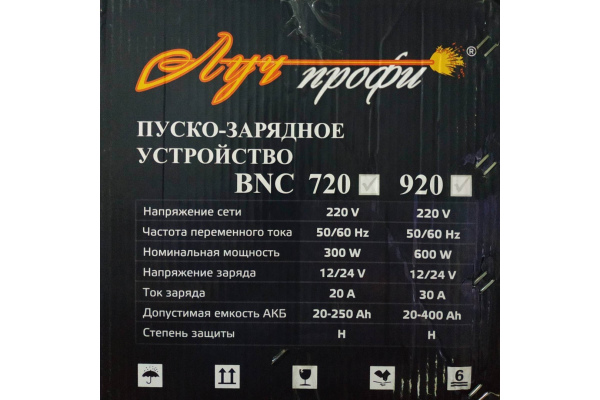 Луч профи ®
ПУСКО-ЗАРЯДНОЕ
УСТРОЙСТВО
BNC 720 920
Напряжение сети 220 V 220 V
Частота переменного тока 50/60 Hz 50/60 Hz
Номинальная мощность 300 W 600 W
Напряжение заряда 12/24 V 12/24 V
Ток заряда 20 A 30 A
Допустимая емкость АКБ 20-250 Ah 20-400 Ah
Степень защиты H H
6